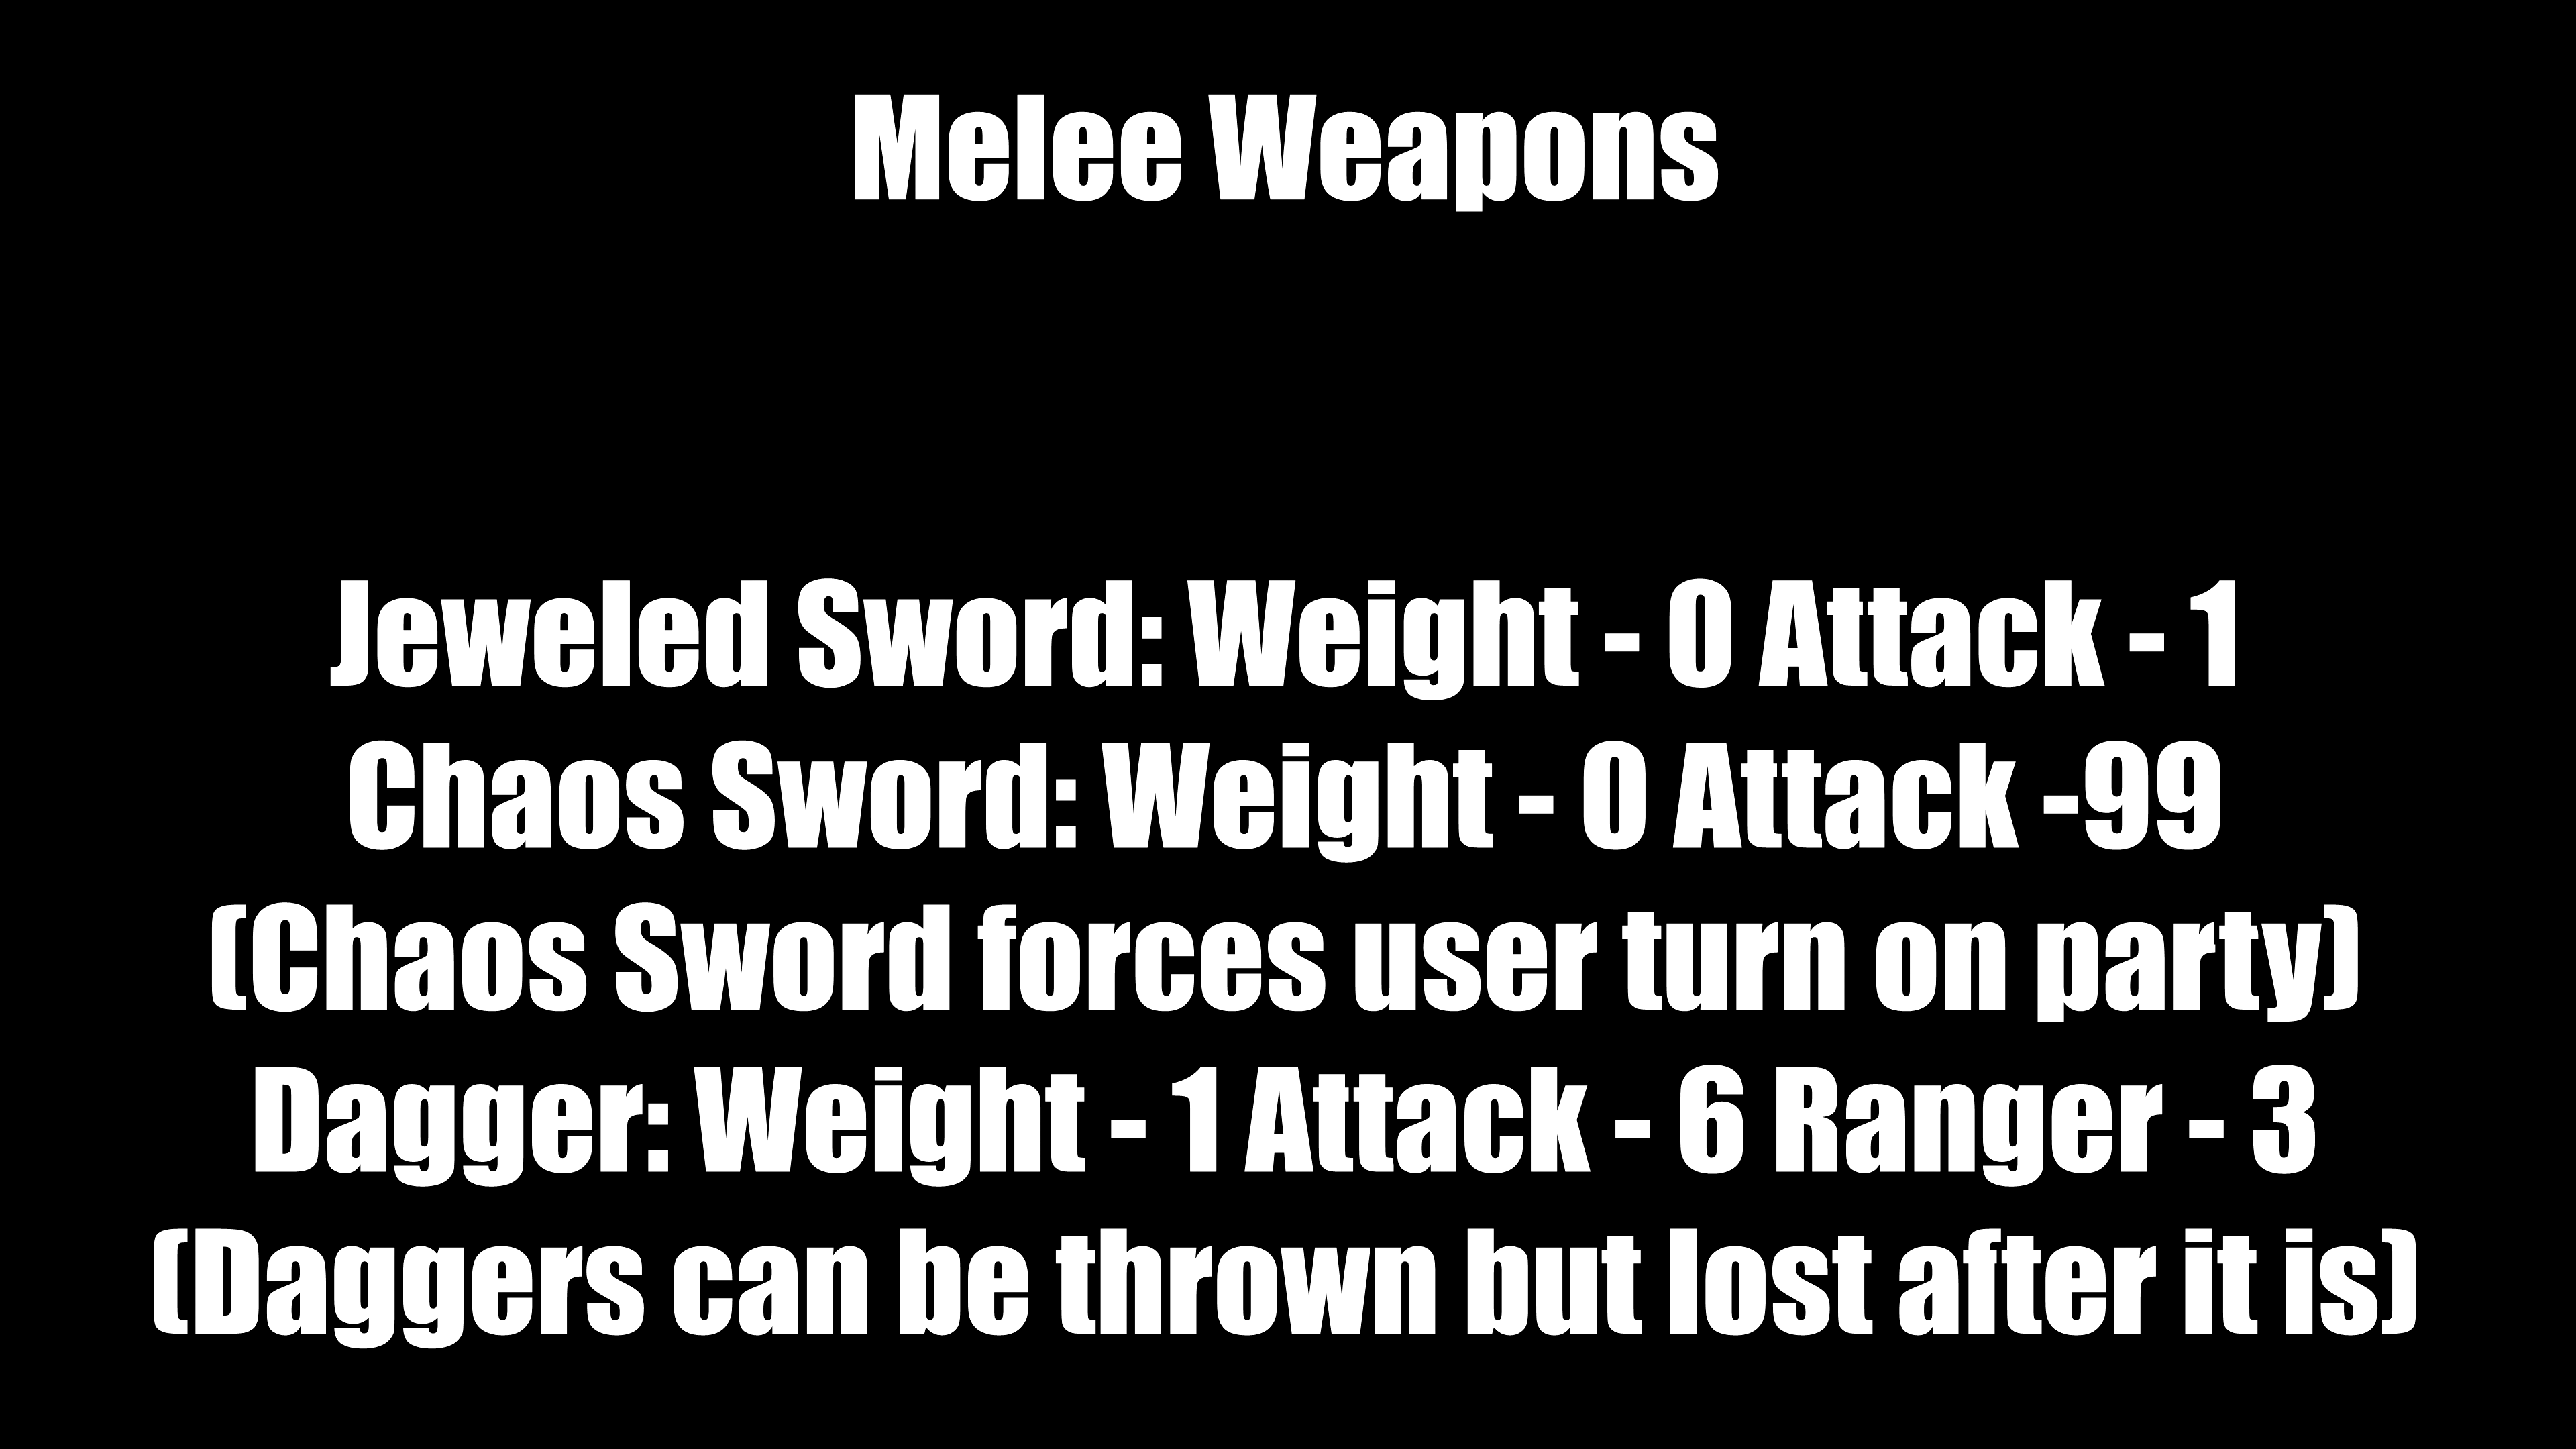 Melee Weapons
Jeweled Sword: Weight - 0 Attack - 1
Chaos Sword: Weight - 0 Attack -99
(Chaos Sword forces user turn on party)
Dagger: Weight - 1 Attack - 6 Ranger - 3
(Daggers can be thrown but lost after it is)